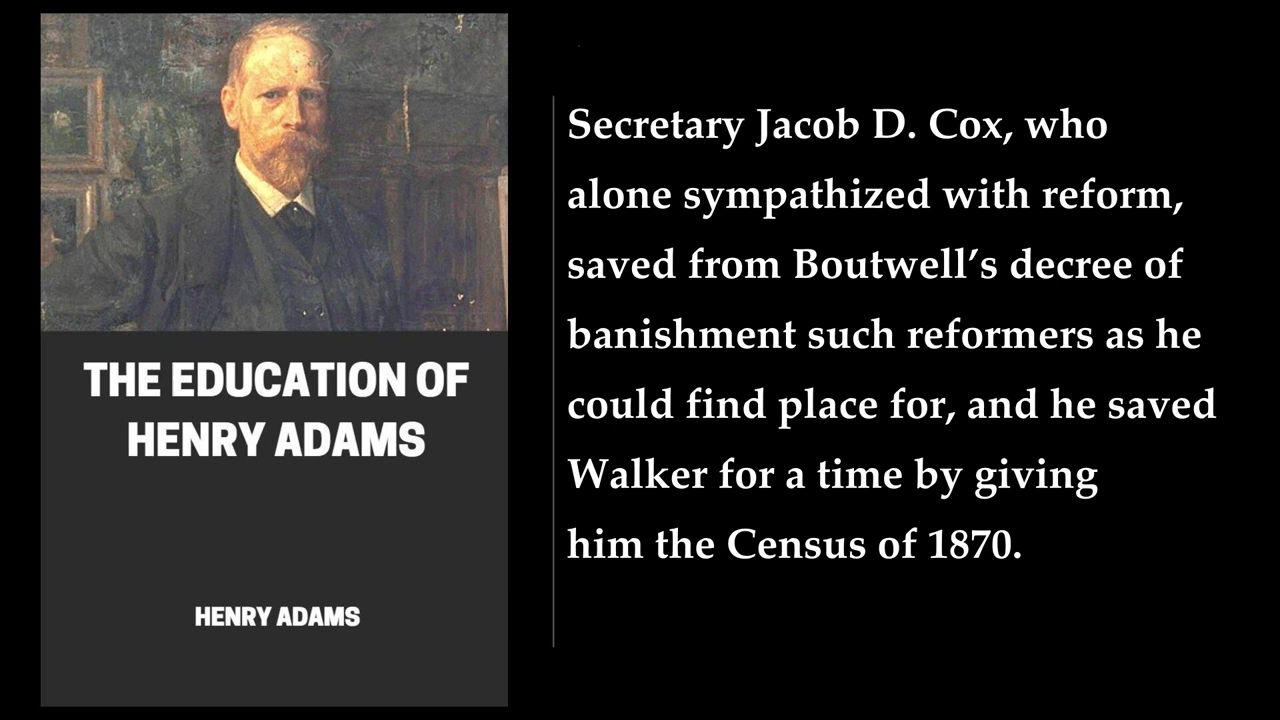 THE EDUCATION OF
HENRY ADAMS
HENRY ADAMS
Secretary Jacob D. Cox, who
alone sympathized with reform,
saved from Boutwell’s decree of
banishment such reformers as he
could find place for, and he saved
Walker for a time by giving
him the Census of 1870.